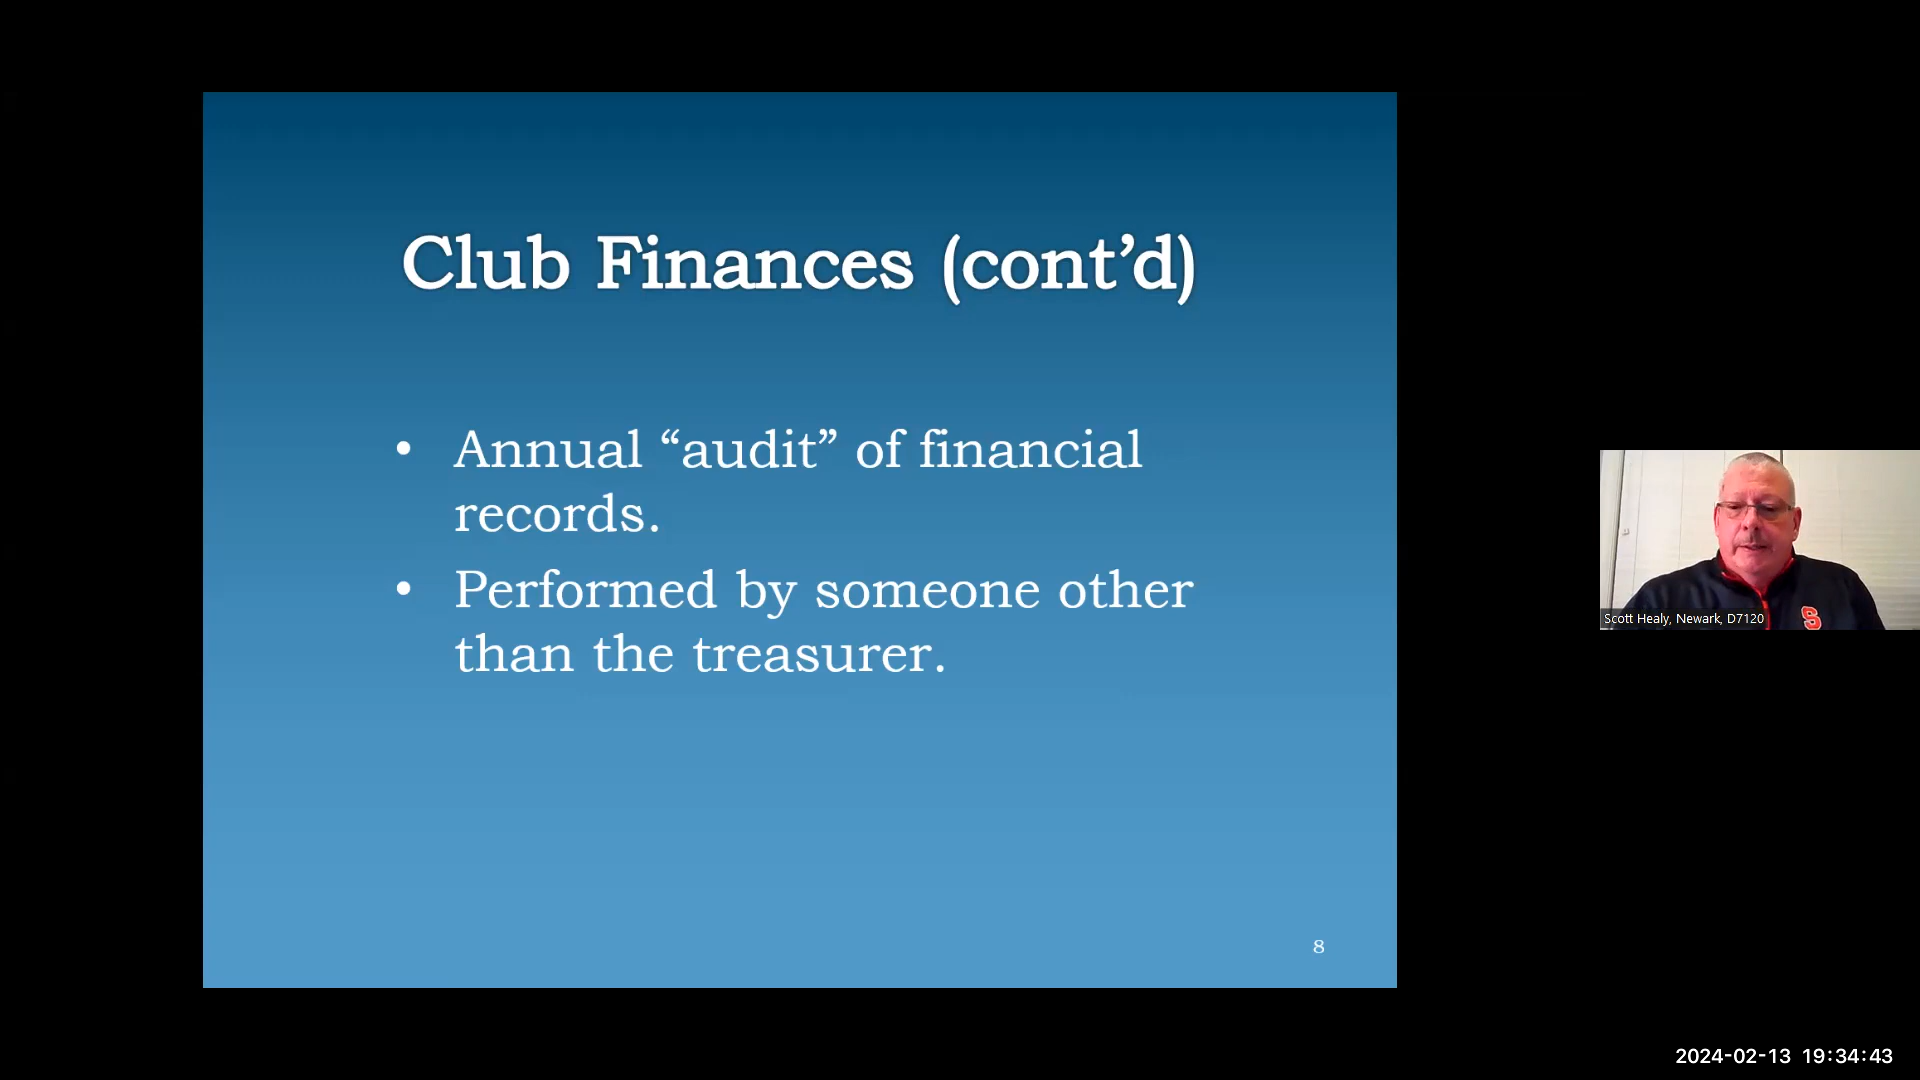 Club Finances (cont’d)
• Annual “audit” of financial
records.
• Performed by someone other
than the treasurer.
8
S
Scott Healy, Newark, D7120
2024-02-13 19:34:43